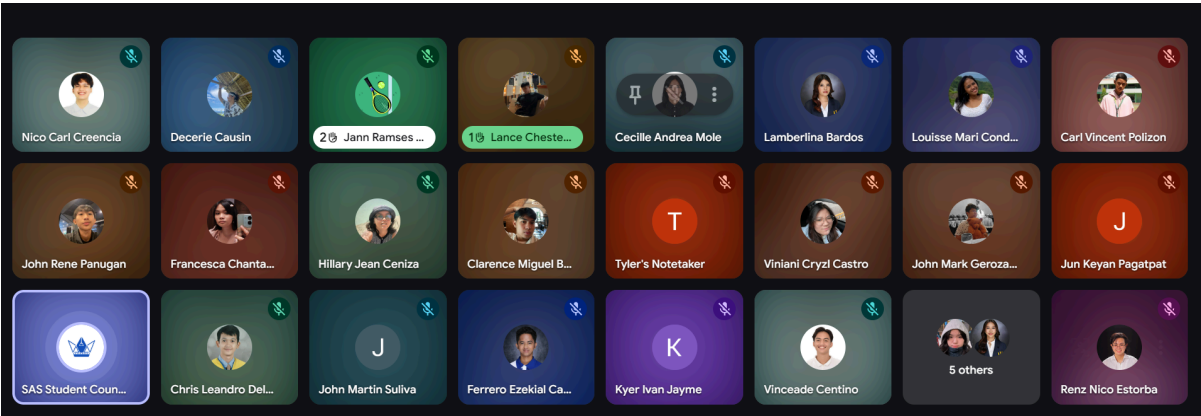 Nico Carl Creencia
Decerie Causin
2 Jann Ramses ...
1 Lance Cheste...
Cecille Andrea Mole
Lamberlina Bardos
Louisse Mari Cond...
Carl Vincent Polizon
John Rene Panugan
Francesca Chanta...
Hillary Jean Ceniza
Clarence Miguel B...
T
Tyler's Notetaker
Viniani Cryzl Castro
John Mark Geroza...
J
Jun Keyan Pagatpat
SAS Student Coun...
Chris Leandro Del...
J
John Martin Suliva
Ferrero Ezekial Ca...
K
Kyer Ivan Jayme
Vinceade Centino
5 others
Renz Nico Estorba